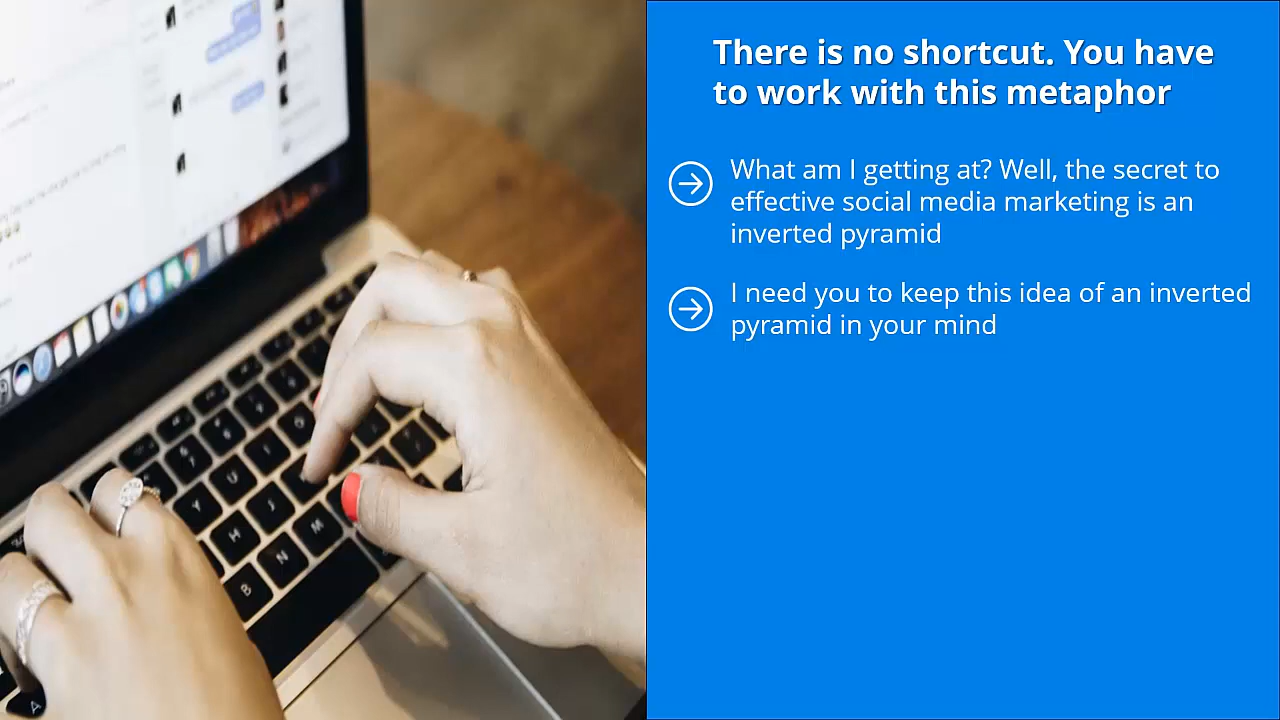 There is no shortcut. You have
to work with this metaphor
What am I getting at? Well, the secret to
effective social media marketing is an
inverted pyramid
I need you to keep this idea of an inverted
pyramid in your mind
Y
U
H
J
B
N
M
A